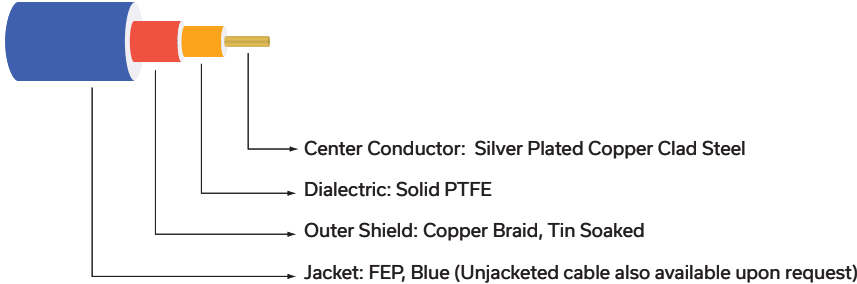 Center Conductor:  Silver Plated Copper Clad Steel
Dialectric: Solid PTFE
Outer Shield: Copper Braid, Tin Soaked
Jacket: FEP, Blue (Unjacketed cable also available upon request)